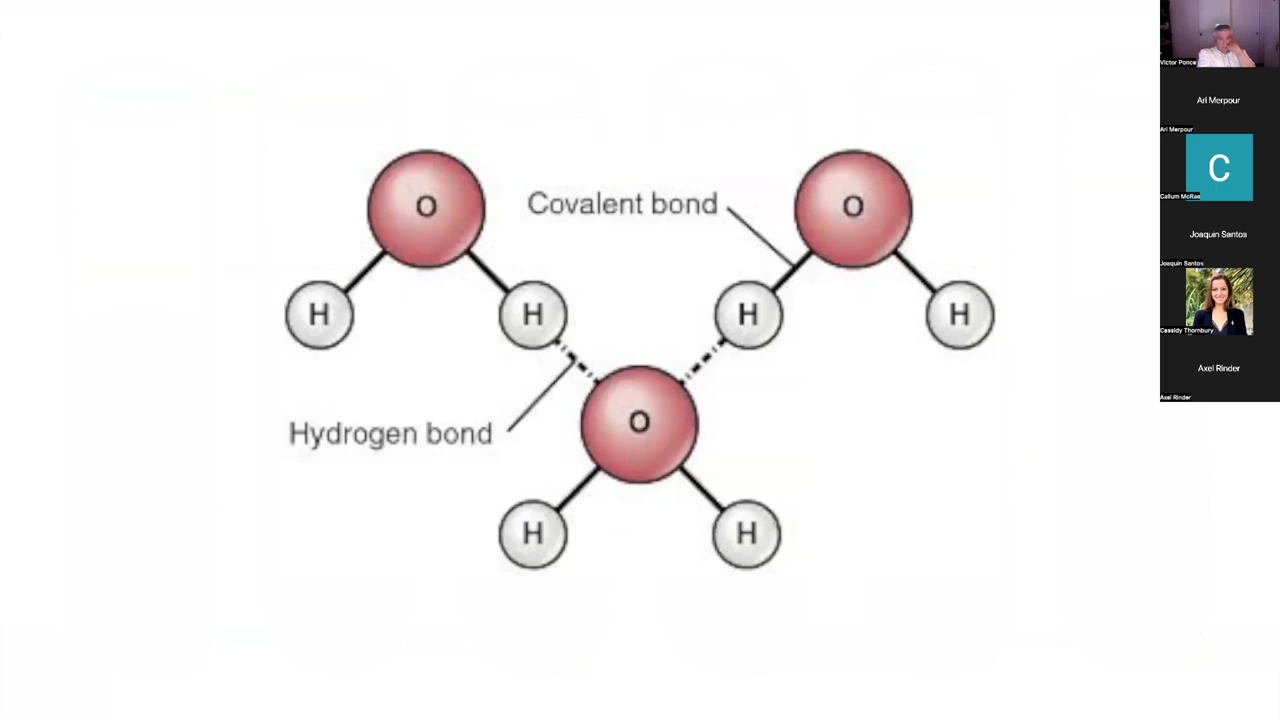 O
Covalent bond
O
H
H
H
H
Hydrogen bond
O
H
H
Victor Ponce
Ari Merpour
Ari Merpour
C
Callum McRae
Joaquin Santos
Joaquin Santos
Cassidy Thornbury
Axel Rinder
Axel Rinder